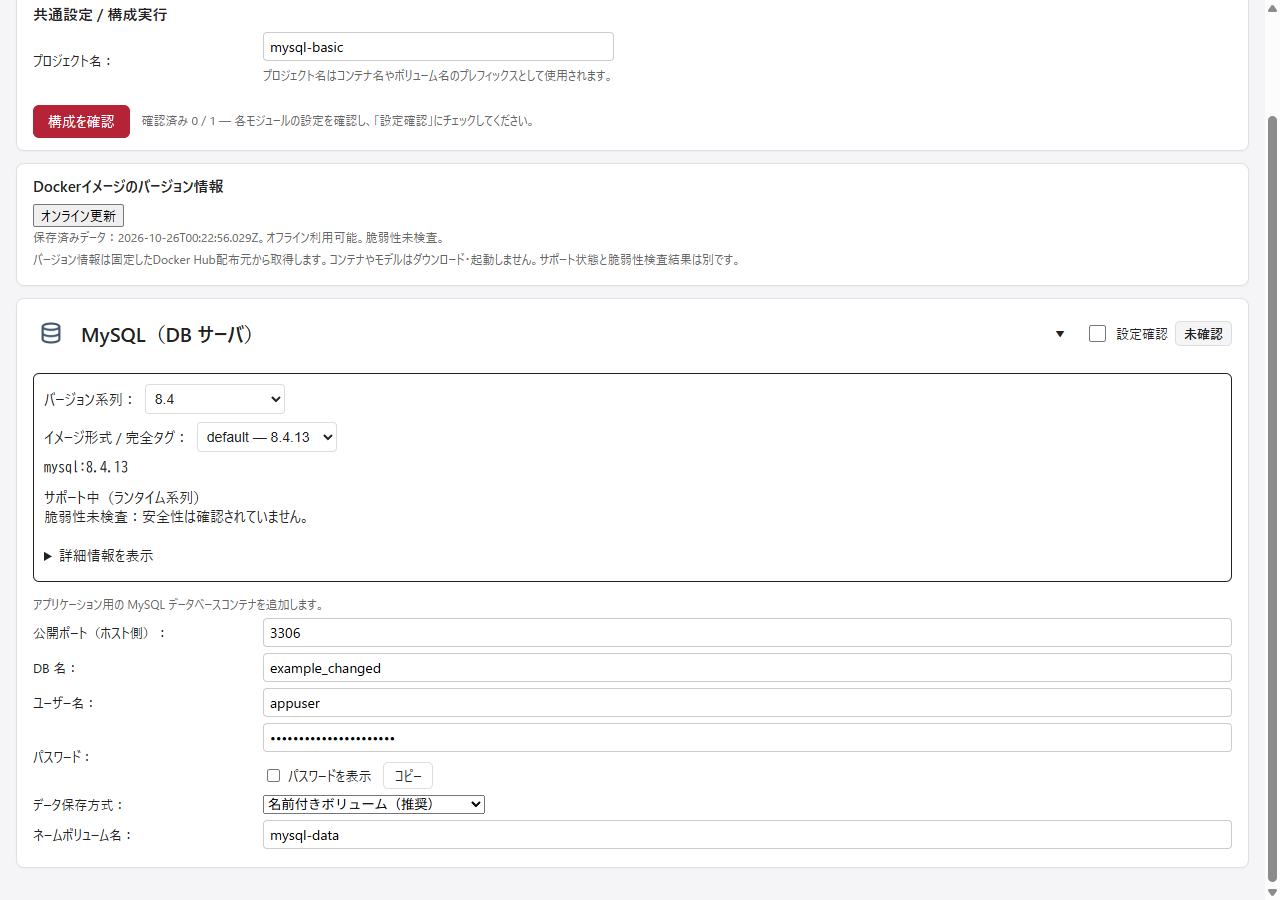 共通設定 / 構成実行
プロジェクト名：
mysql-basic
プロジェクト名はコンテナ名やボリューム名のプレフィックスとして使用されます。
構成を確認
確認済み 0 / 1 — 各モジュールの設定を確認し、「設定確認」にチェックしてください。
Dockerイメージのバージョン情報
オンライン更新
保存済みデータ：2026-10-26T00:22:56.029Z。オフライン利用可能。脆弱性未検査。
バージョン情報は固定したDocker Hub配布元から取得します。コンテナやモデルはダウンロード・起動しません。サポート状態と脆弱性検査結果は別です。
MySQL（DB サーバ）
▼
設定確認
未確認
バージョン系列：
8.4
イメージ形式 / 完全タグ：
default — 8.4.13
mysql:8.4.13
サポート中（ランタイム系列）
脆弱性未検査：安全性は確認されていません。
▶ 詳細情報を表示
アプリケーション用の MySQL データベースコンテナを追加します。
公開ポート（ホスト側）：
3306
DB 名：
example_changed
ユーザー名：
appuser
パスワード：
••••••••••••••••••••••
パスワードを表示
コピー
データ保存方式：
名前付きボリューム（推奨）
ネームボリューム名：
mysql-data